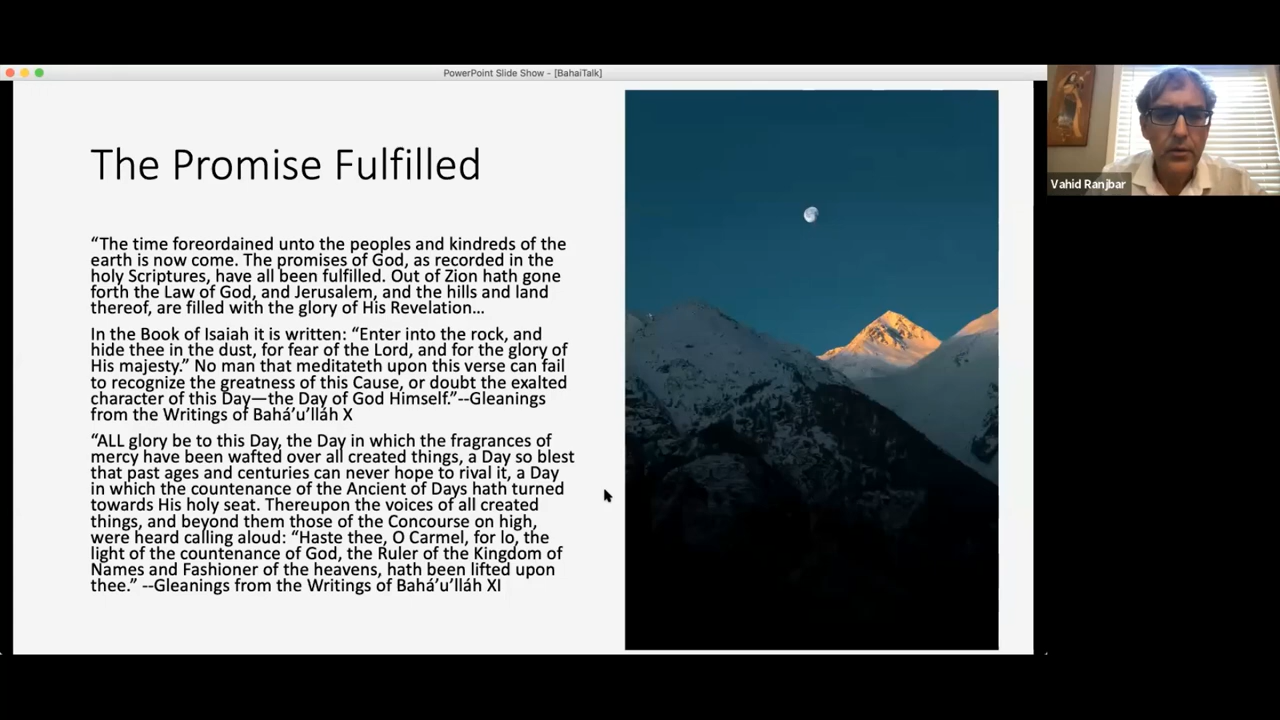 PowerPoint Slide Show - [BahaiTalk]
The Promise Fulfilled
“The time foreordained unto the peoples and kindreds of the
earth is now come. The promises of God, as recorded in the
holy Scriptures, have all been fulfilled. Out of Zion hath gone
forth the Law of God, and Jerusalem, and the hills and land
thereof, are filled with the glory of His Revelation…
In the Book of Isaiah it is written: “Enter into the rock, and
hide thee in the dust, for fear of the Lord, and for the glory of
His majesty.” No man that meditateth upon this verse can fail
to recognize the greatness of this Cause, or doubt the exalted
character of this Day—the Day of God Himself.”--Gleanings
from the Writings of Bahá’u’lláh X
“ALL glory be to this Day, the Day in which the fragrances of
mercy have been wafted over all created things, a Day so blest
that past ages and centuries can never hope to rival it, a Day
in which the countenance of the Ancient of Days hath turned
towards His holy seat. Thereupon the voices of all created
things, and beyond them those of the Concourse on high,
were heard calling aloud: “Haste thee, O Carmel, for lo, the
light of the countenance of God, the Ruler of the Kingdom of
Names and Fashioner of the heavens, hath been lifted upon
thee.” --Gleanings from the Writings of Bahá’u’lláh XI
Vahid Ranjbar